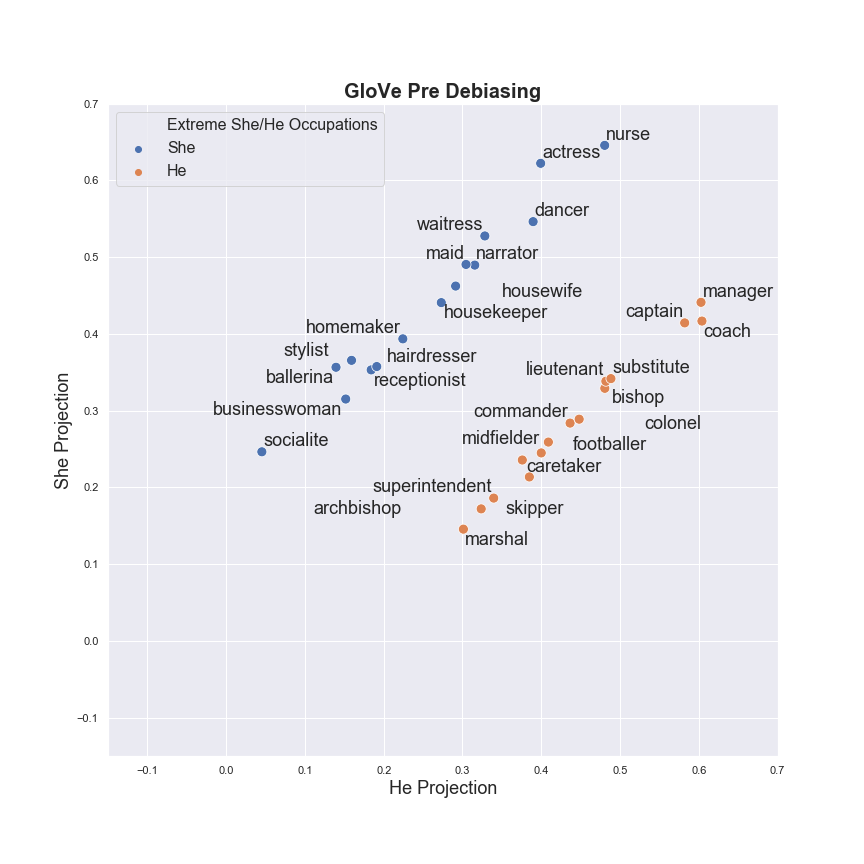 GloVe Pre Debiasing
0.7
Extreme She/He Occupations
She
He
nurse
actress
0.6
dancer
waitress
maid narrator
0.5
housewife
manager
housekeeper
captain
homemaker
coach
0.4
stylist
hairdresser
lieutenant substitute
ballerina
receptionist
bishop
businesswoman
commander
0.3
colonel
socialite
midfielder
footballer
caretaker
superintendent
0.2
archbishop
skipper
marshal
0.1
0.0
−0.1
She Projection
−0.1 0.0 0.1 0.2 0.3 0.4 0.5 0.6 0.7
He Projection